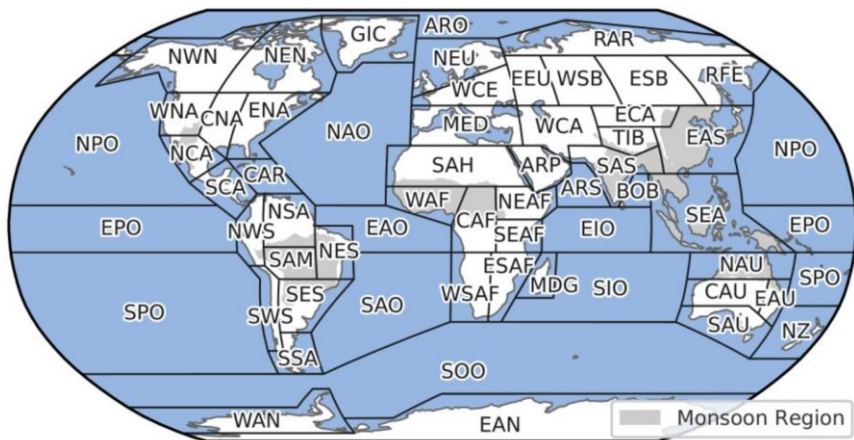 ARO
GIC
NWN
NEN
RAR
NEU
WCE
EEU
WSB
ESB
RFE
WNA
CNA
ENA
NPO
NAO
MED
WCA
ECA
TIB
EAS
NPO
NCA
SCA
CAR
SAH
ARP
SAS
ARS
BOB
WAF
NEAF
CAF
SEAF
SEA
EPO
NWS
NSA
NES
EAO
EIO
EPO
SAM
ESAF
MDG
NAU
SPO
SES
SWS
SAO
WSAF
SIO
CAU
EAU
SPO
SAU
NZ
SSA
SOO
WAN
EAN
Monsoon Region